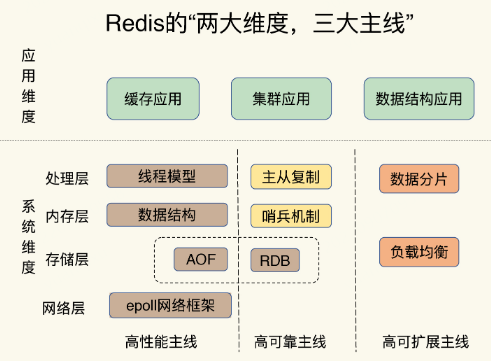 Redis的“两大维度，三大主线”
应用维度
缓存应用 集群应用 数据结构应用
系统维度
处理层 线程模型 主从复制 数据分片
内存层 数据结构 哨兵机制
存储层 AOF RDB 负载均衡
网络层 epoll网络框架
高性能主线 高可靠主线 高可扩展主线